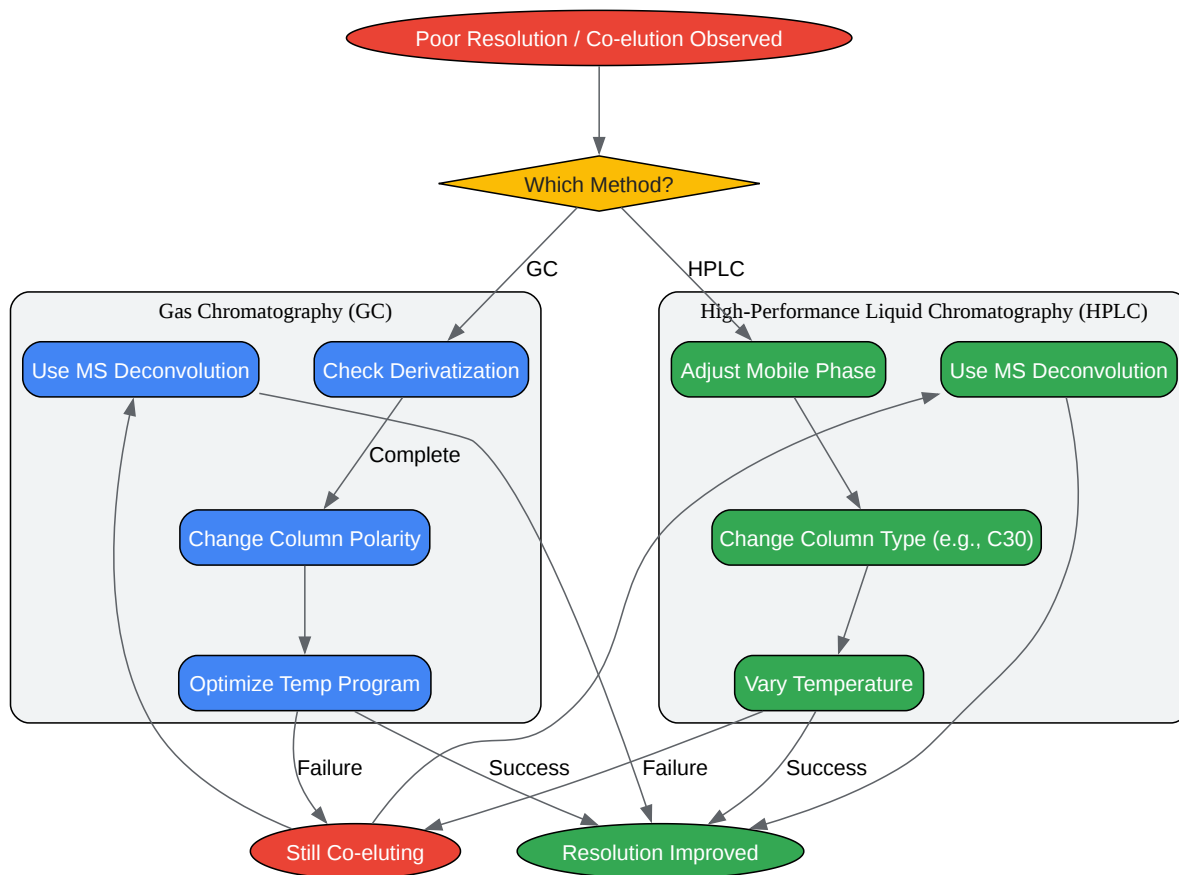 Poor Resolution / Co-elution Observed
Which Method?
GC
HPLC
Gas Chromatography (GC)
High-Performance Liquid Chromatography (HPLC)
Use MS Deconvolution
Check Derivatization
Adjust Mobile Phase
Use MS Deconvolution
Complete
Change Column Polarity
Change Column Type (e.g., C30)
Optimize Temp Program
Vary Temperature
Failure
Success
Failure
Success
Still Co-eluting
Resolution Improved